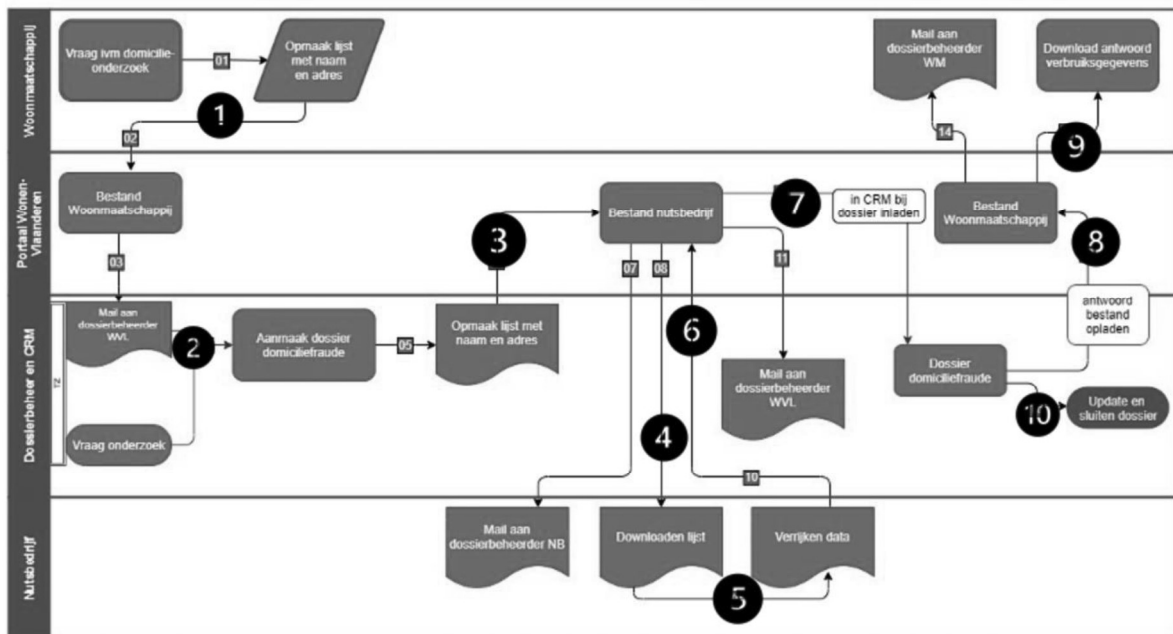 Woonmaatschappij
Vraag ivm domicilie-
onderzoek
01
Opmaak lijst
met naam
en adres
1
02
Mail aan
dossierbeheerder
WM
Download antwoord
verbruiksgegevens
14
9
Portaal Wonen-
Vlaanderen
Bestand
Woonmaatschappij
03
3
Bestand nutsbedrijf
07
08
6
7
11
in CRM bij
dossier inladen
Bestand
Woonmaatschappij
8
Dossierbeheer en CRM
Mail aan
dossierbeheerder
WVL
2
Vraag onderzoek
Aanmaak dossier
domiciliefraude
05
Opmaak lijst met
naam en adres
4
10
Mail aan
dossierbeheerder
WVL
antwoord
bestand
opladen
Dossier
domiciliefraude
10
Update en
sluiten dossier
Nutsbedrijf
Mail aan
dossierbeheerder NB
Downloaden lijst
5
Verrijken data